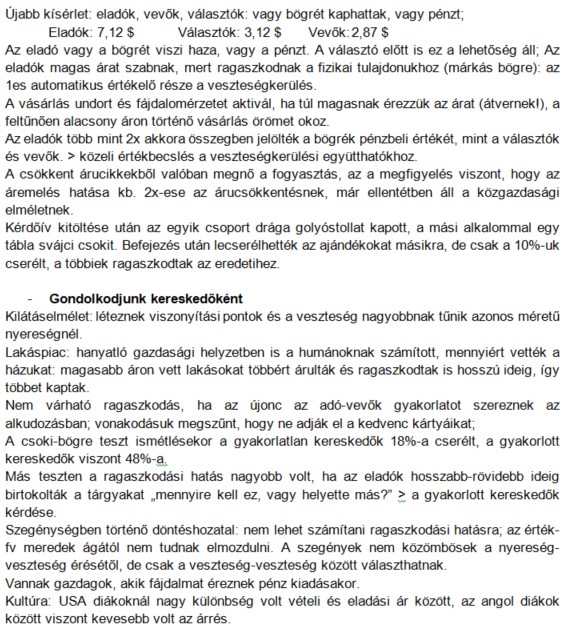 Újabb kísérlet: eladók, vevők, választók: vagy bögrét kaphattak, vagy pénzt;
Eladók: 7,12 $ Választók: 3,12 $ Vevők: 2,87 $
Az eladó vagy a bögrét viszi haza, vagy a pénzt. A választó előtt is ez a lehetőség áll; Az
eladók magas árat szabnak, mert ragaszkodnak a fizikai tulajdonukhoz (márkás bögre): az
1es automatikus értékelő része a veszteségkerülés.
A vásárlás undort és fájdalomérzetet aktivál, ha túl magasnak érezzük az árat (átvernek!), a
feltűnően alacsony áron történő vásárlás örömet okoz.
Az eladók több mint 2x akkora összegben jelölték a bögrék pénzbeli értékét, mint a választók
és vevők. > közeli értékbecslés a veszteségkerülési együtthatókhoz.
A csökkent árucikkekből valóban megnő a fogyasztás, az a megfigyelés viszont, hogy az
áremelés hatása kb. 2x-ese az árucsökkentésnek, már ellentétben áll a közgazdasági
elméletnek.
Kérdőív kitöltése után az egyik csoport drága golyóstollat kapott, a mási alkalommal egy
tábla svájci csokit. Befejezés után lecserélhették az ajándékokat másikra, de csak a 10%-uk
cserélt, a többiek ragaszkodtak az eredetihez.
- Gondolkodjunk kereskedőként
Kilátáselmélet: léteznek viszonyítási pontok és a veszteség nagyobbnak tűnik azonos méretű
nyereségnél.
Lakáspiac: hanyatló gazdasági helyzetben is a humánoknak számított, mennyiért vették a
házukat: magasabb áron vett lakásokat többért árulták és ragaszkodtak is hosszú ideig, így
többet kaptak.
Nem várható ragaszkodás, ha az újonc az adó-vevők gyakorlatot szereznek az
alkudozásban; vonakodásuk megszűnt, hogy ne adják el a kedvenc kártyáikat;
A csoki-bögre teszt ismétlésekor a gyakorlatlan kereskedők 18%-a cserélt, a gyakorlott
kereskedők viszont 48%-a.
Más teszten a ragaszkodási hatás nagyobb volt, ha az eladók hosszabb-rövidebb ideig
birtokolták a tárgyakat „mennyire kell ez, vagy helyette más?” > a gyakorlott kereskedők
kérdése.
Szegénységben történő döntéshozatal: nem lehet számítani ragaszkodási hatásra; az érték-
fv meredek ágától nem tudnak elmozdulni. A szegények nem közömbösek a nyereség-
veszteség érésétől, de csak a veszteség-veszteség között választhatnak.
Vannak gazdagok, akik fájdalmat éreznek pénz kiadásakor.
Kultúra: USA diákoknál nagy különbség volt vételi és eladási ár között, az angol diákok
között viszont kevesebb volt az árrés.